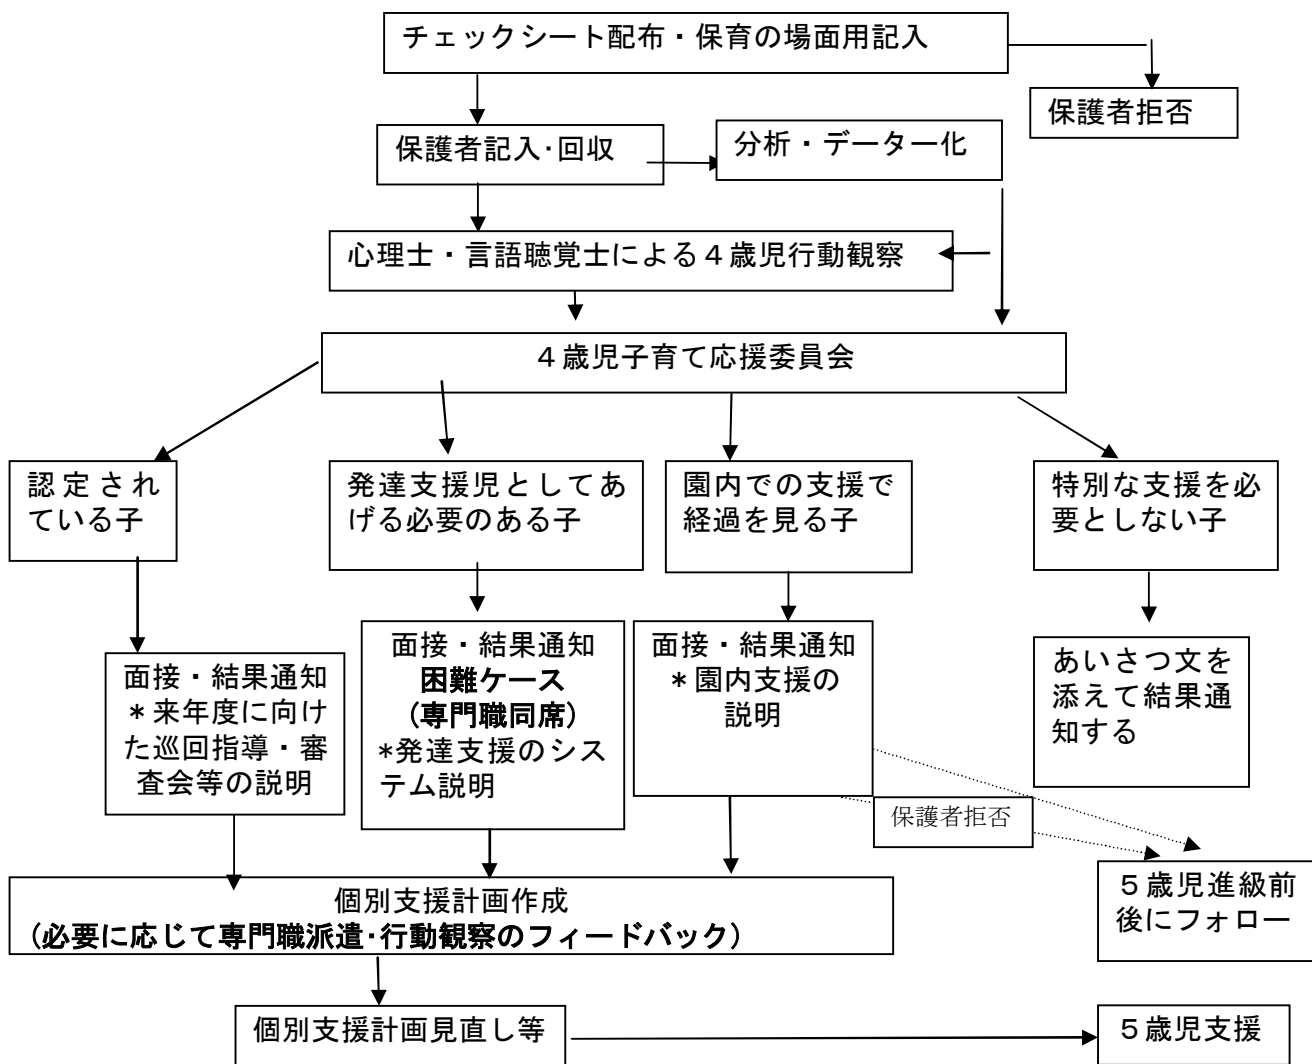 チェックシート配布・保育の場面用記入
保護者拒否
保護者記入･回収
分析・データー化
心理士・言語聴覚士による４歳児行動観察
４歳児子育て応援委員会
認定され
ている子
発達支援児としてあ
げる必要のある子
園内での支援で
経過を見る子
特別な支援を必
要としない子
面接・結果通知
＊来年度に向け
た巡回指導・審
査会等の説明
面接・結果通知
困難ケース
（専門職同席）
*発達支援のシス
テム説明
面接・結果通知
＊園内支援の
説明
あいさつ文を
添えて結果通
知する
保護者拒否
５歳児進級前
後にフォロー
個別支援計画作成
（必要に応じて専門職派遣･行動観察のフィードバック）
個別支援計画見直し等
５歳児支援